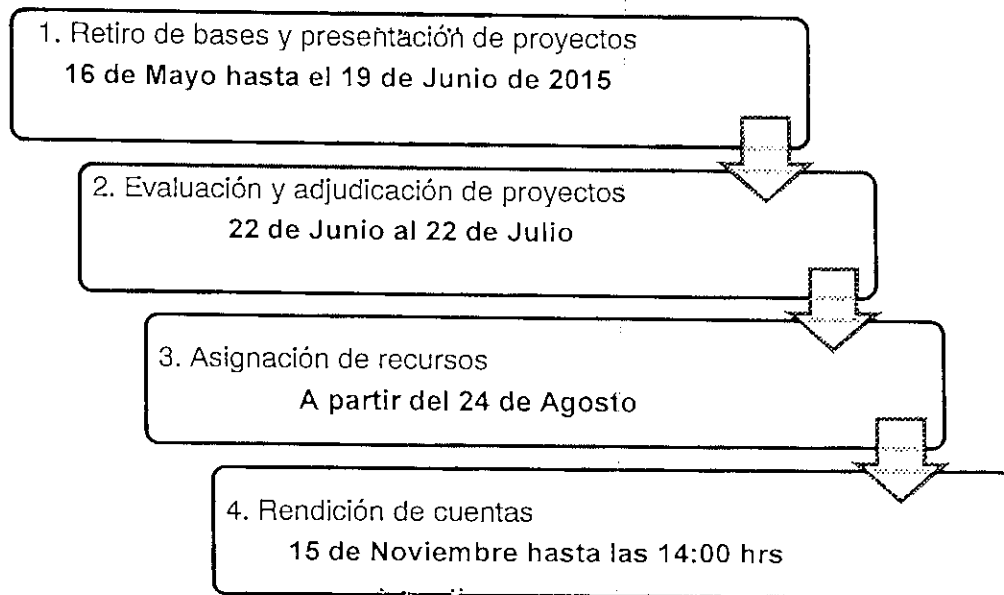 1. Retiro de bases y presentación de proyectos
16 de Mayo hasta el 19 de Junio de 2015
2. Evaluación y adjudicación de proyectos
22 de Junio al 22 de Julio
3. Asignación de recursos
A partir del 24 de Agosto
4. Rendición de cuentas
15 de Noviembre hasta las 14:00 hrs